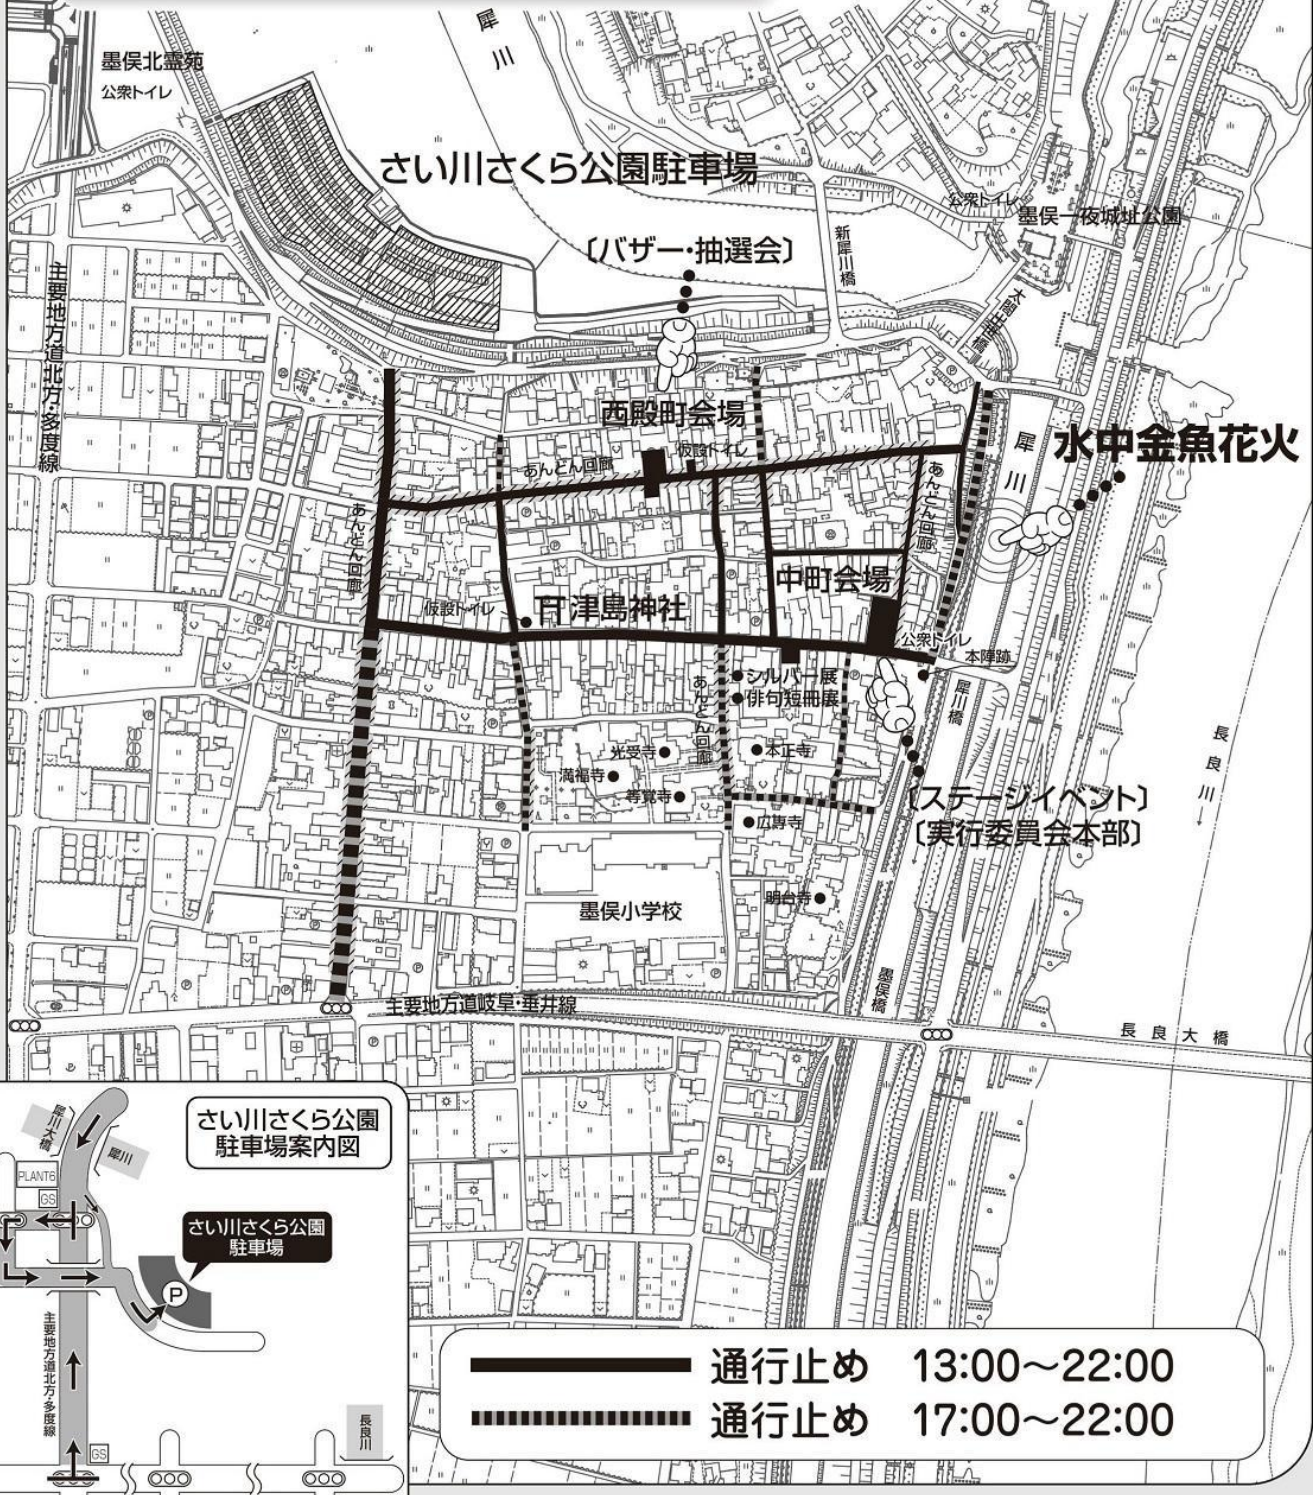 犀川
墨俣北霊苑
公衆トイレ
さい川さくら公園駐車場
公衆トイレ
墨俣一夜城址公園
〔バザー・抽選会〕
新犀川橋
主要地方道北方・多度線
太閤出世橋
西殿町会場
仮設トイレ
あんどん回廊
犀川
水中金魚花火
あんどん回廊
あんどん回廊
中町会場
仮設トイレ
津島神社
公衆トイレ
本陣跡
シルバー展
俳句短冊展
あんどん回廊
犀川橋
光受寺
本正寺
満福寺
等覚寺
広専寺
長良川
〔ステージイベント〕
〔実行委員会本部〕
明台寺
墨俣小学校
墨俣橋
主要地方道岐阜・垂井線
長良大橋
さい川さくら公園
駐車場案内図
犀川大橋
犀川
PLANT6
GS
さい川さくら公園
駐車場
P
主要地方道北方・多度線
GS
長良川
通行止め 13:00〜22:00
通行止め 17:00〜22:00